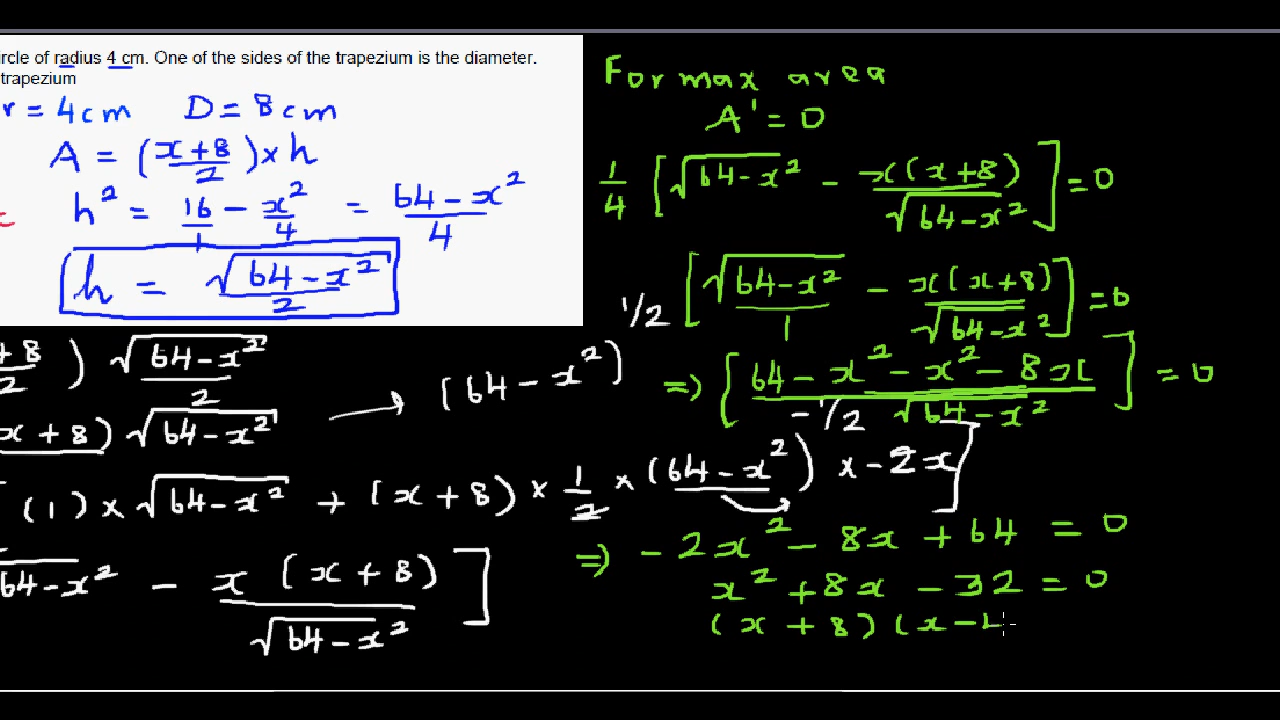 ircle of radius 4 cm. One of the sides of the trapezium is the diameter.
trapezium
r = 4cm D = 8cm
A = (x+8/2) × h
h² = 16/1 - x²/4 = 64-x²/4
h = √64-x²/2
+8/2) √64-x²/2
x + 8) √64-x² → (64-x²)^1/2
(1) × √64-x² + (x+8) × 1/2 × (64-x²)^-1/2 × -2x]
64-x² - x(x+8)/√64-x²]
For max area
A' = 0
1/4 [√64-x² - x(x+8)/√64-x²] = 0
[√64-x²/1 - x(x+8)/√64-x²] = 0
⇒ [64-x²-x²-8x/√64-x²] = 0
⇒ -2x² - 8x + 64 = 0
x² + 8x - 32 = 0
(x + 8) (x - 4